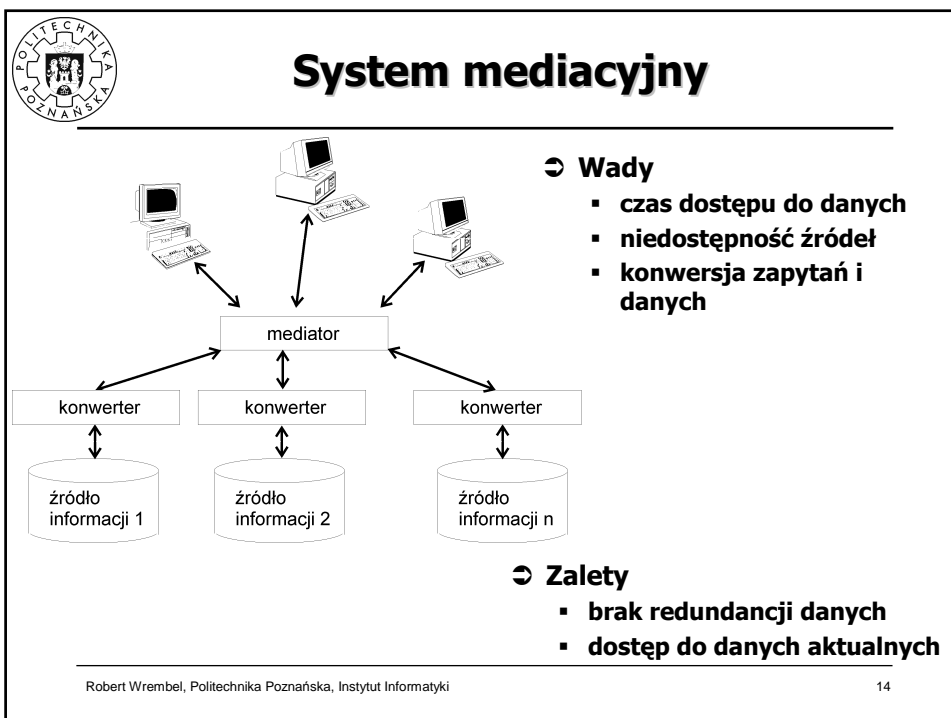 POLITECHNIKA POZNAŃSKA
System mediacyjny
➲ Wady
▪ czas dostępu do danych
▪ niedostępność źródeł
▪ konwersja zapytań i
danych
mediator
konwerter
konwerter
konwerter
źródło
informacji 1
źródło
informacji 2
źródło
informacji n
➲ Zalety
▪ brak redundancji danych
▪ dostęp do danych aktualnych
Robert Wrembel, Politechnika Poznańska, Instytut Informatyki
14